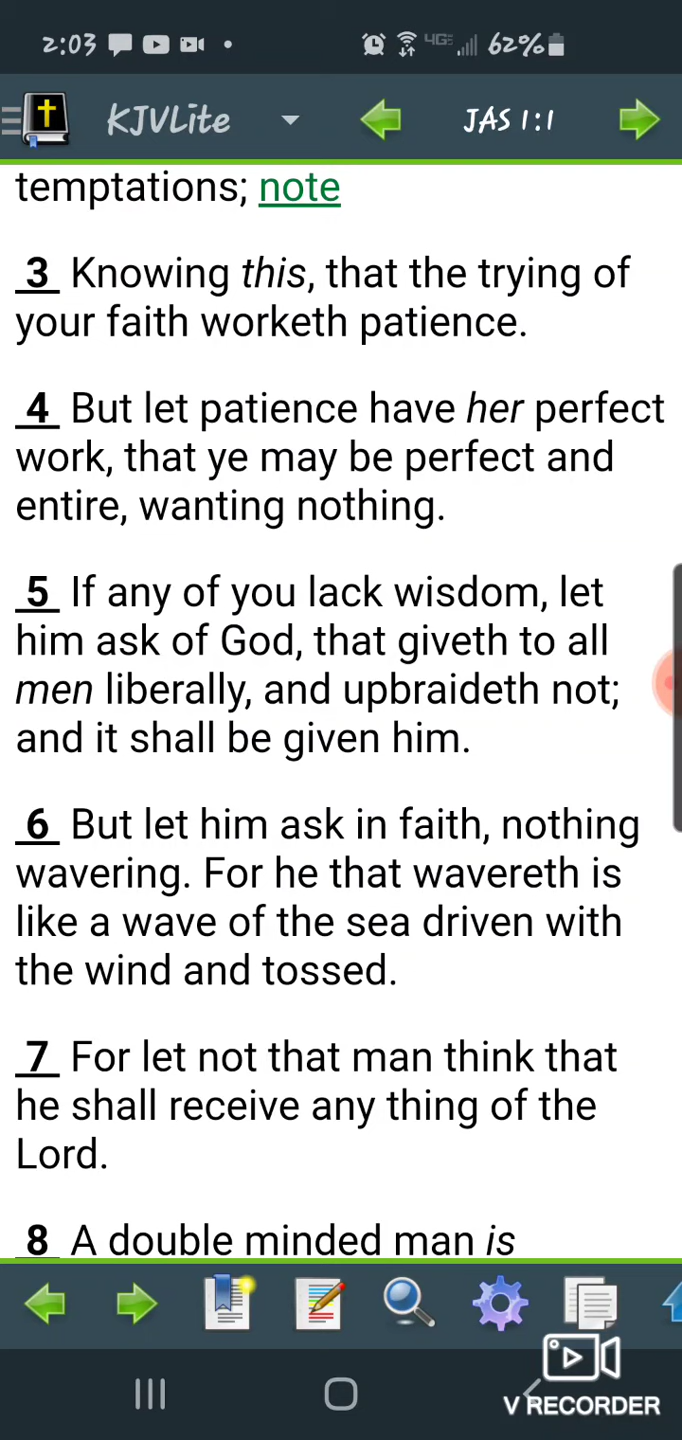 2:03 4GE 62%
KJVLite JAS 1:1
temptations; note
3 Knowing this, that the trying of
your faith worketh patience.
4 But let patience have her perfect
work, that ye may be perfect and
entire, wanting nothing.
5 If any of you lack wisdom, let
him ask of God, that giveth to all
men liberally, and upbraideth not;
and it shall be given him.
6 But let him ask in faith, nothing
wavering. For he that wavereth is
like a wave of the sea driven with
the wind and tossed.
7 For let not that man think that
he shall receive any thing of the
Lord.
8 A double minded man is
V RECORDER